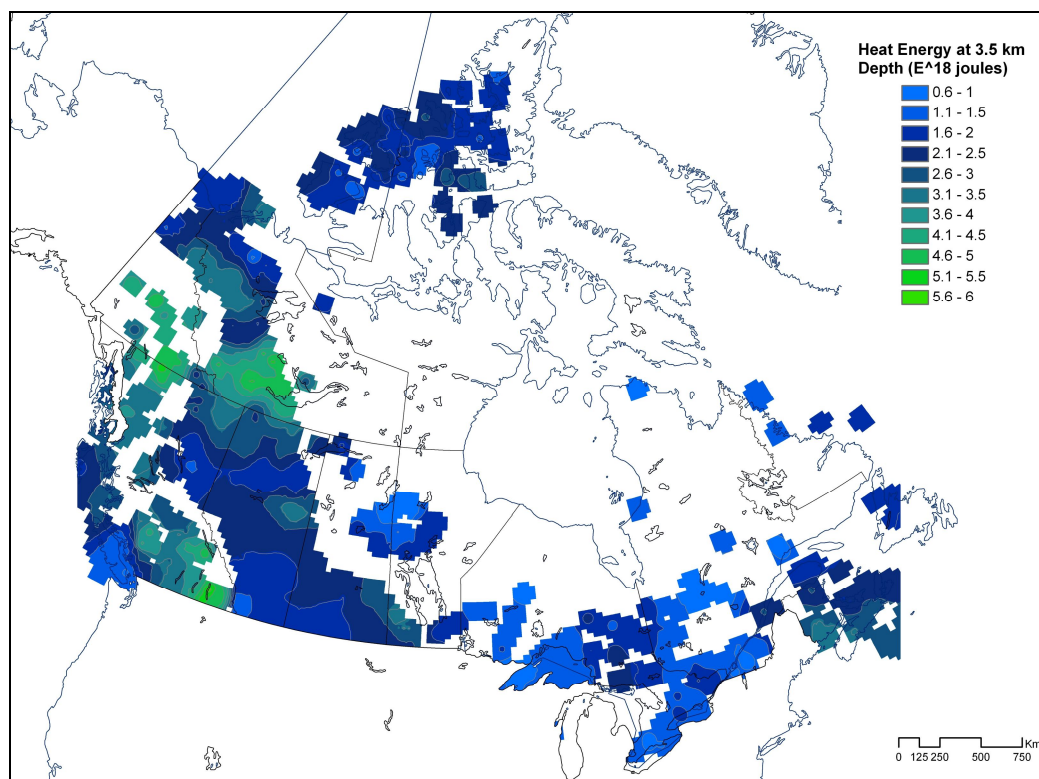 Heat Energy at 3.5 km
Depth (E^18 joules)
0.6 - 1
1.1 - 1.5
1.6 - 2
2.1 - 2.5
2.6 - 3
3.1 - 3.5
3.6 - 4
4.1 - 4.5
4.6 - 5
5.1 - 5.5
5.6 - 6
Km
0 125 250 500 750